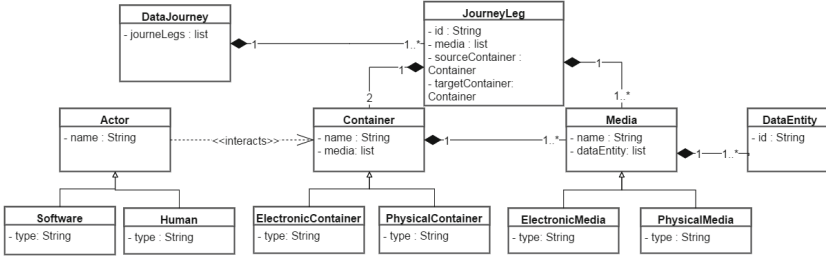 DataJourney
- journeLegs : list
1
1..*
JourneyLeg
- id : String
- media : list
- sourceContainer :
Container
- targetContainer:
Container
1
2
1
1..*
Actor
- name : String
<<interacts>>
Container
- name : String
- media: list
1
1..*
Media
- name : String
- dataEntity: list
1
1..*
DataEntity
- id : String
Software
- type: String
Human
- type : String
ElectronicContainer
- type: String
PhysicalContainer
- type : String
ElectronicMedia
- type: String
PhysicalMedia
- type : String